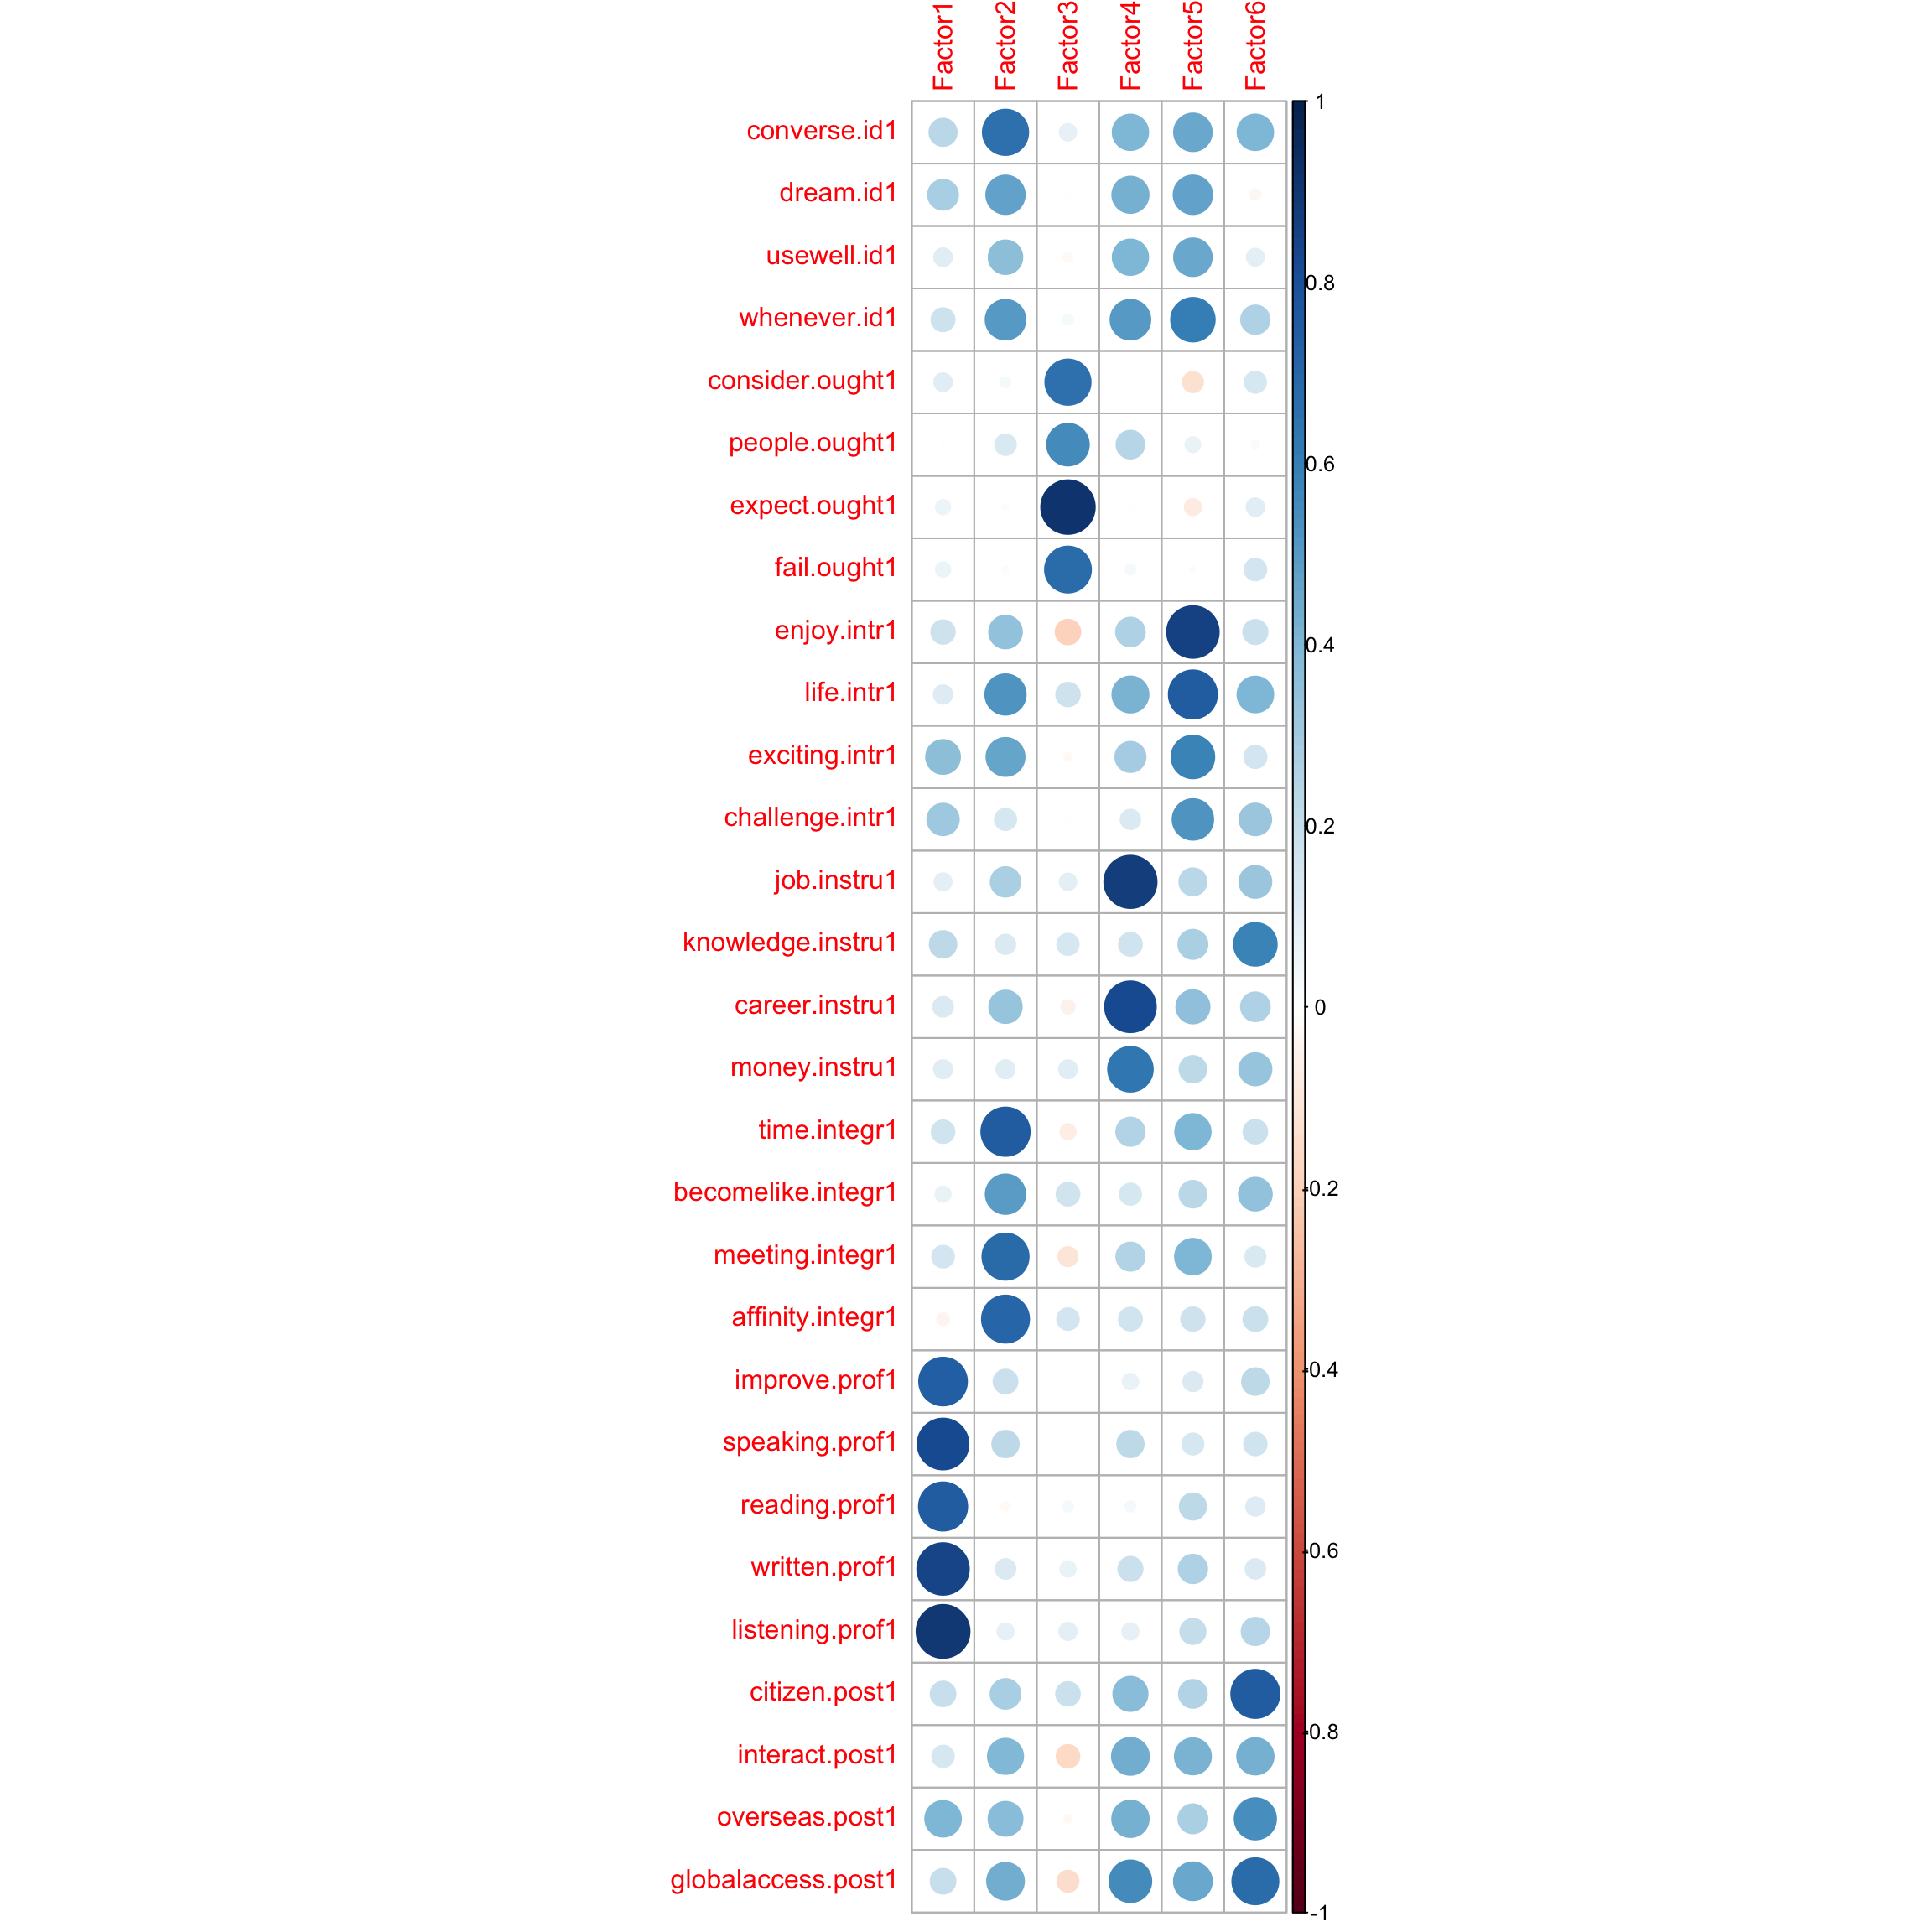 Factor1 Factor2 Factor3 Factor4 Factor5 Factor6
converse.id1
dream.id1
usewell.id1
whenever.id1
consider.ought1
people.ought1
expect.ought1
fail.ought1
enjoy.intr1
life.intr1
exciting.intr1
challenge.intr1
job.instru1
knowledge.instru1
career.instru1
money.instru1
time.integr1
becomelike.integr1
meeting.integr1
affinity.integr1
improve.prof1
speaking.prof1
reading.prof1
written.prof1
listening.prof1
citizen.post1
interact.post1
overseas.post1
globalaccess.post1
1
0.8
0.6
0.4
0.2
0
-0.2
-0.4
-0.6
-0.8
-1